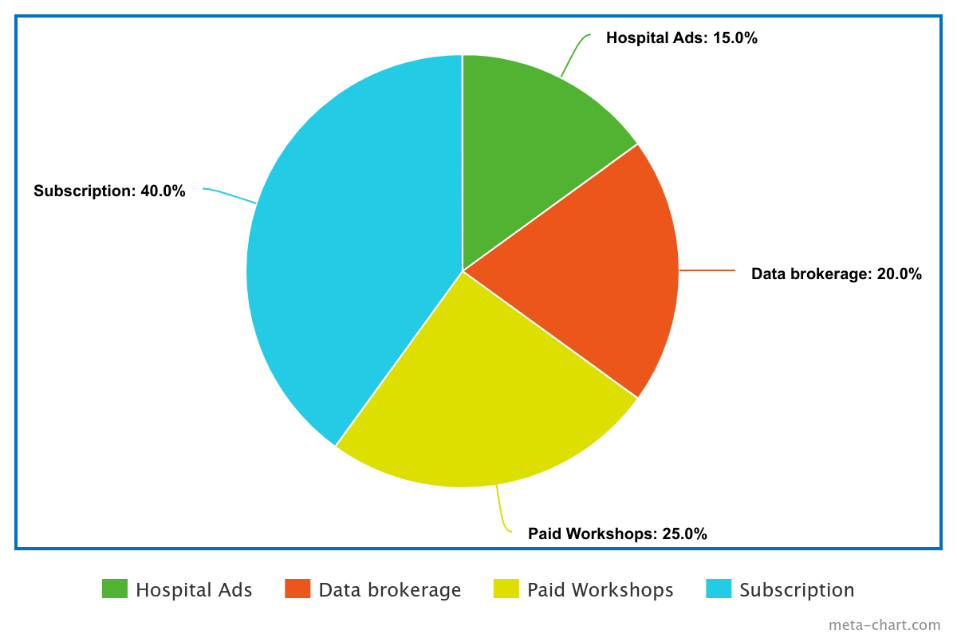 Hospital Ads: 15.0%
Subscription: 40.0%
Data brokerage: 20.0%
Paid Workshops: 25.0%
Hospital Ads
Data brokerage
Paid Workshops
Subscription
meta-chart.com